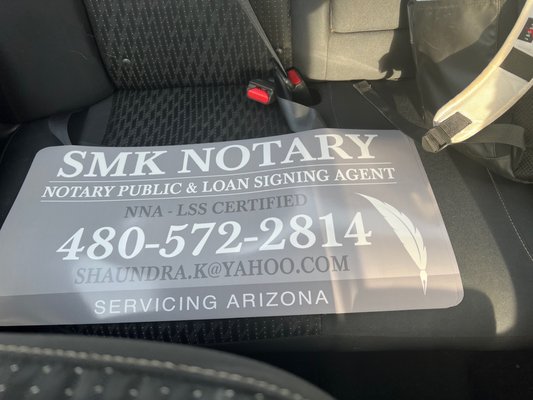 SMK NOTARY
NOTARY PUBLIC & LOAN SIGNING AGENT
NNA - LSS CERTIFIED
480-572-2814
SHAUNDRA.K@YAHOO.COM
SERVICING ARIZONA